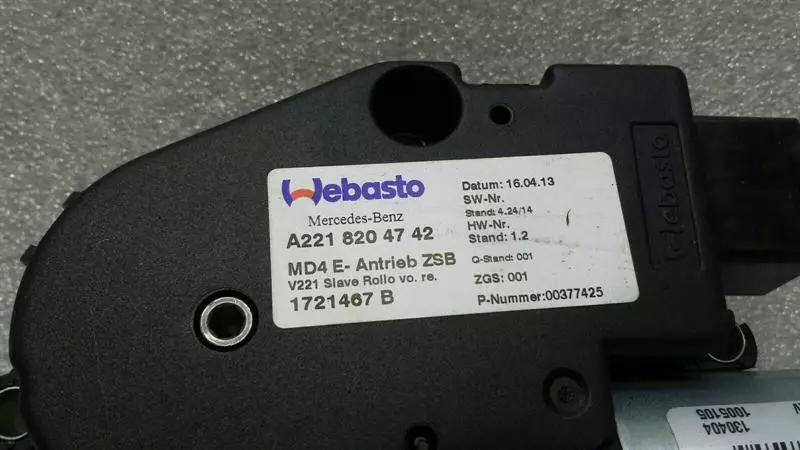 Webasto
Mercedes-Benz
A221 820 47 42
MD4 E- Antrieb ZSB
V221 Slave Rollo vo. re.
1721467 B
Datum: 16.04.13
SW-Nr.
Stand: 4.24/14
HW-Nr.
Stand: 1.2
Q-Stand: 001
ZGS: 001
P-Nummer:00377425
Webasto
130404
1005105